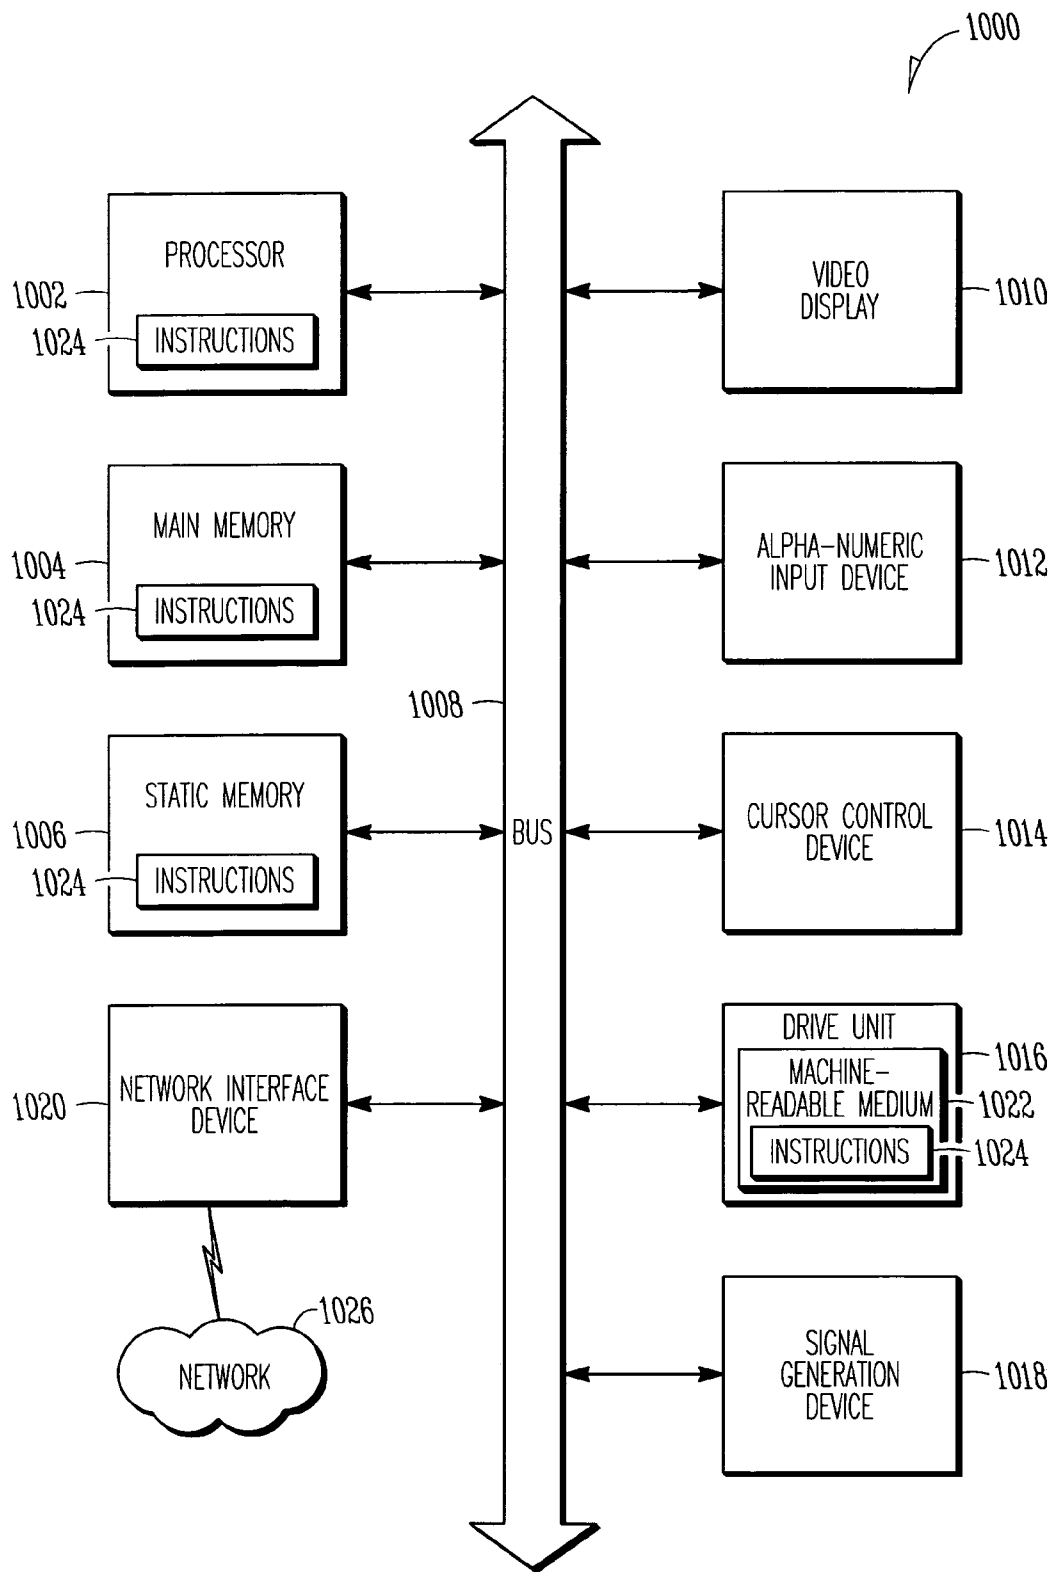 1000
PROCESSOR
1002
1024
INSTRUCTIONS
VIDEO
DISPLAY
1010
MAIN MEMORY
1004
1024
INSTRUCTIONS
ALPHA-NUMERIC
INPUT DEVICE
1012
1008
STATIC MEMORY
1006
1024
INSTRUCTIONS
BUS
CURSOR CONTROL
DEVICE
1014
NETWORK INTERFACE
DEVICE
1020
DRIVE UNIT
1016
MACHINE-
READABLE MEDIUM
1022
INSTRUCTIONS
1024
1026
NETWORK
SIGNAL
GENERATION
DEVICE
1018